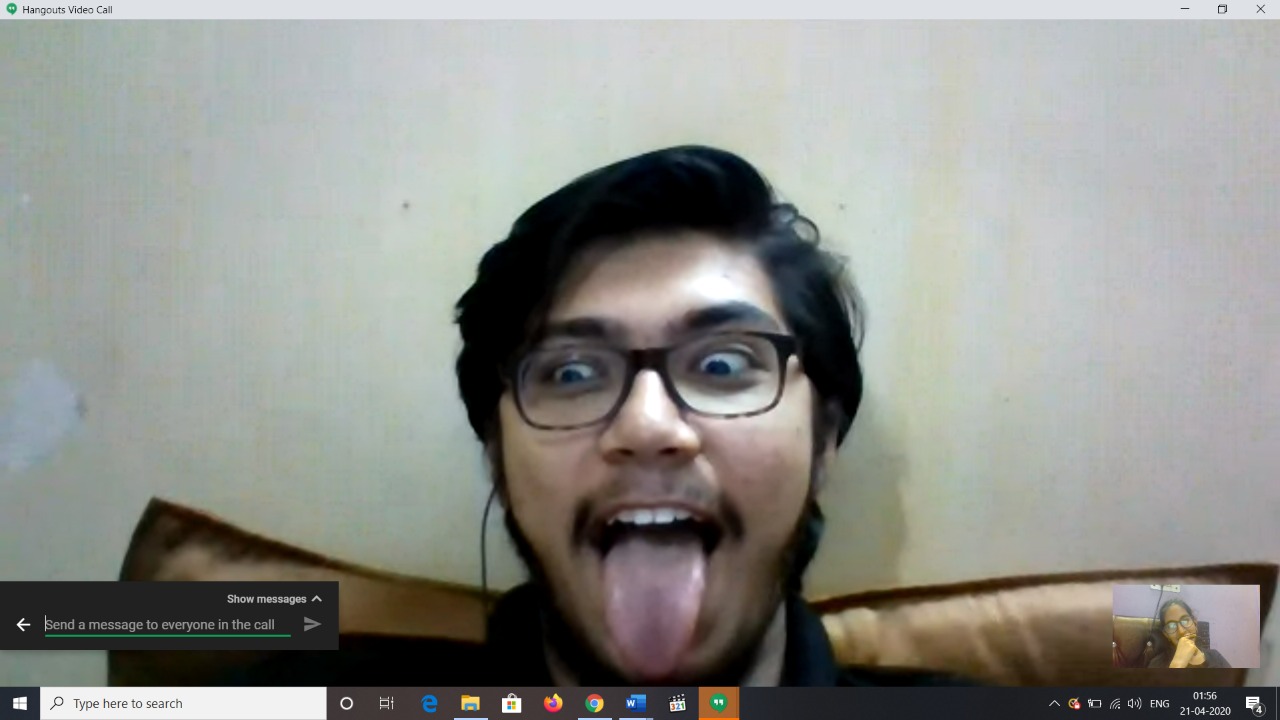 Hangouts Video Call
Show messages
Send a message to everyone in the call
Type here to search
ENG
01:56
21-04-2020
4